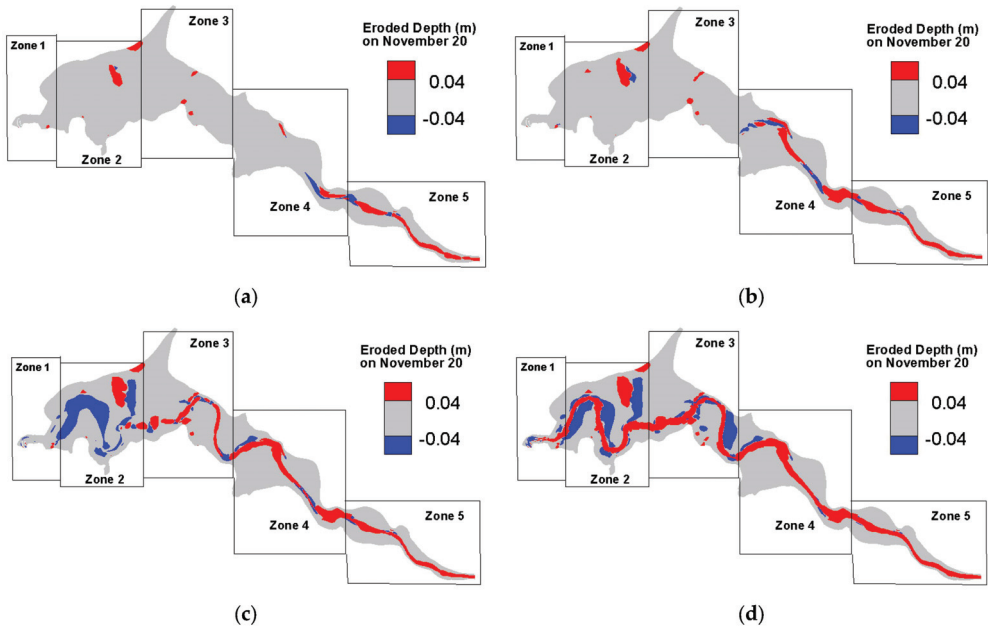 Zone 3
Zone 1
Zone 2
Zone 4
Zone 5
Eroded Depth (m)
on November 20
0.04
-0.04
(a)
Zone 3
Zone 1
Zone 2
Zone 4
Zone 5
Eroded Depth (m)
on November 20
0.04
-0.04
(b)
Zone 3
Zone 1
Zone 2
Zone 4
Zone 5
Eroded Depth (m)
on November 20
0.04
-0.04
(c)
Zone 3
Zone 1
Zone 2
Zone 4
Zone 5
Eroded Depth (m)
on November 20
0.04
-0.04
(d)